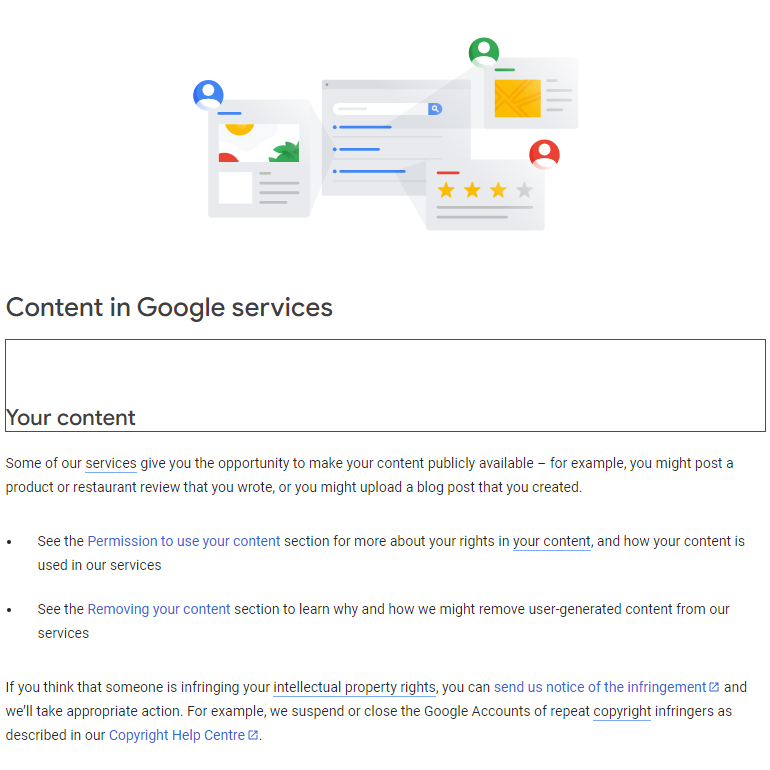 Content in Google services
Your content
Some of our services give you the opportunity to make your content publicly available – for example, you might post a
product or restaurant review that you wrote, or you might upload a blog post that you created.
• See the Permission to use your content section for more about your rights in your content, and how your content is
used in our services
• See the Removing your content section to learn why and how we might remove user-generated content from our
services
If you think that someone is infringing your intellectual property rights, you can send us notice of the infringement and
we’ll take appropriate action. For example, we suspend or close the Google Accounts of repeat copyright infringers as
described in our Copyright Help Centre.